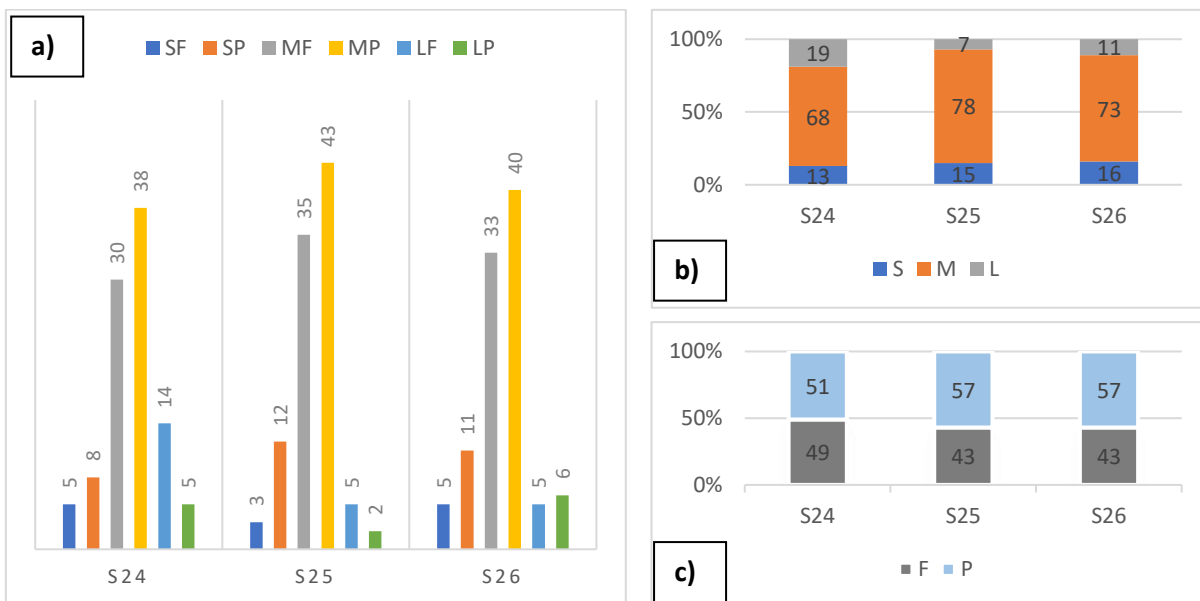 a)
SF SP MF MP LF LP
5 8 30 38 14 5
3 12 35 43 5 2
5 11 33 40 5 6
S24 S25 S26
100%
50%
0%
19 7 11
68 78 73
13 15 16
S24 S25 S26
b)
S M L
100%
50%
0%
51 57 57
49 43 43
S24 S25 S26
c)
F P